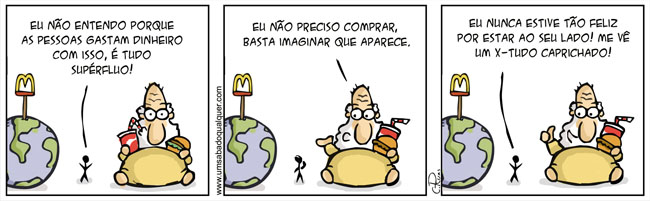 EU NÃO ENTENDO PORQUE
AS PESSOAS GASTAM DINHEIRO
COM ISSO, É TUDO
SUPÉRFLUO!
M
EU NÃO PRECISO COMPRAR,
BASTA IMAGINAR QUE APARECE.
M
www.umsabadoqualquer.com
EU NUNCA ESTIVE TÃO FELIZ
POR ESTAR AO SEU LADO! ME VÊ
UM X-TUDO CAPRICHADO!
M